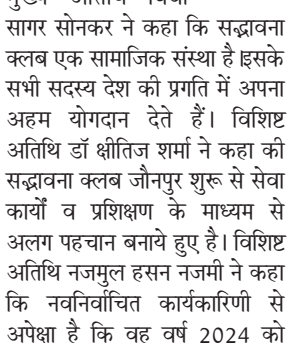 सागर सोनकर ने कहा कि सद्भावना
क्लब एक सामाजिक संस्था है।इसके
सभी सदस्य देश की प्रगति में अपना
अहम योगदान देते हैं। विशिष्ट
अतिथि डॉ क्षीतिज शर्मा ने कहा की
सद्भावना क्लब जौनपुर शुरू से सेवा
कार्यों व प्रशिक्षण के माध्यम से
अलग पहचान बनाये हुए है। विशिष्ट
अतिथि नजमुल हसन नजमी ने कहा
कि नवनिर्वाचित कार्यकारिणी से
अपेक्षा है कि वह वर्ष 2024 को